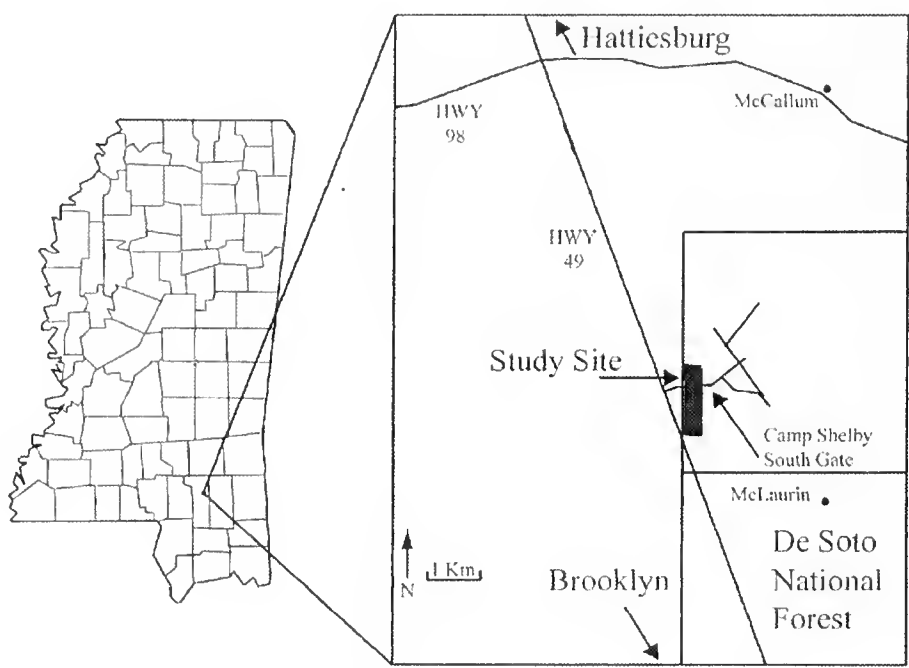 Hattiesburg
McCallum
HWY
98
HWY
49
Study Site
Camp Shelby
South Gate
McLaurin
De Soto
National
Forest
N
1 Km
Brooklyn